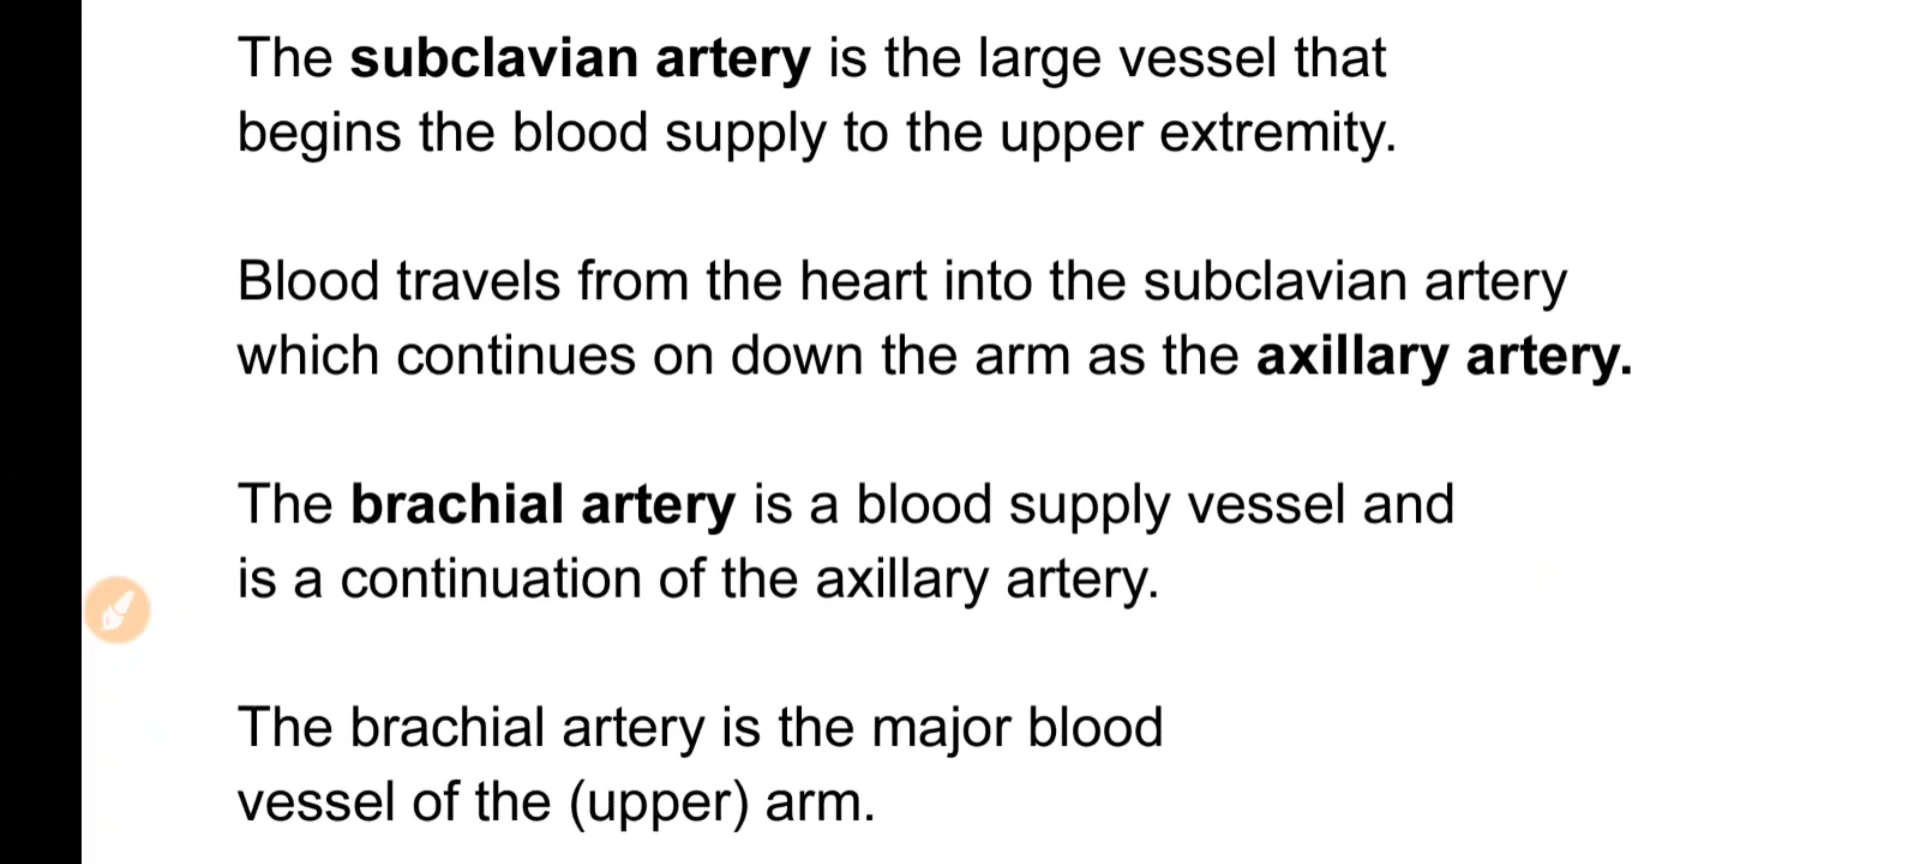 The subclavian artery is the large vessel that
begins the blood supply to the upper extremity.
Blood travels from the heart into the subclavian artery
which continues on down the arm as the axillary artery.
The brachial artery is a blood supply vessel and
is a continuation of the axillary artery.
The brachial artery is the major blood
vessel of the (upper) arm.